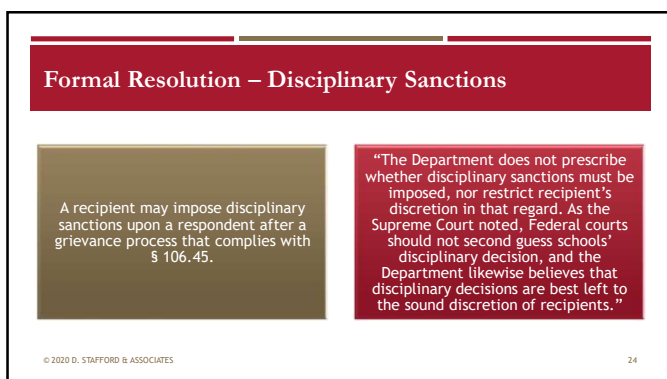 Formal Resolution – Disciplinary Sanctions
A recipient may impose disciplinary
sanctions upon a respondent after a
grievance process that complies with
§ 106.45.
“The Department does not prescribe
whether disciplinary sanctions must be
imposed, nor restrict recipient’s
discretion in that regard. As the
Supreme Court noted, Federal courts
should not second guess schools’
disciplinary decision, and the
Department likewise believes that
disciplinary decisions are best left to
the sound discretion of recipients.”
© 2020 D. STAFFORD & ASSOCIATES
24